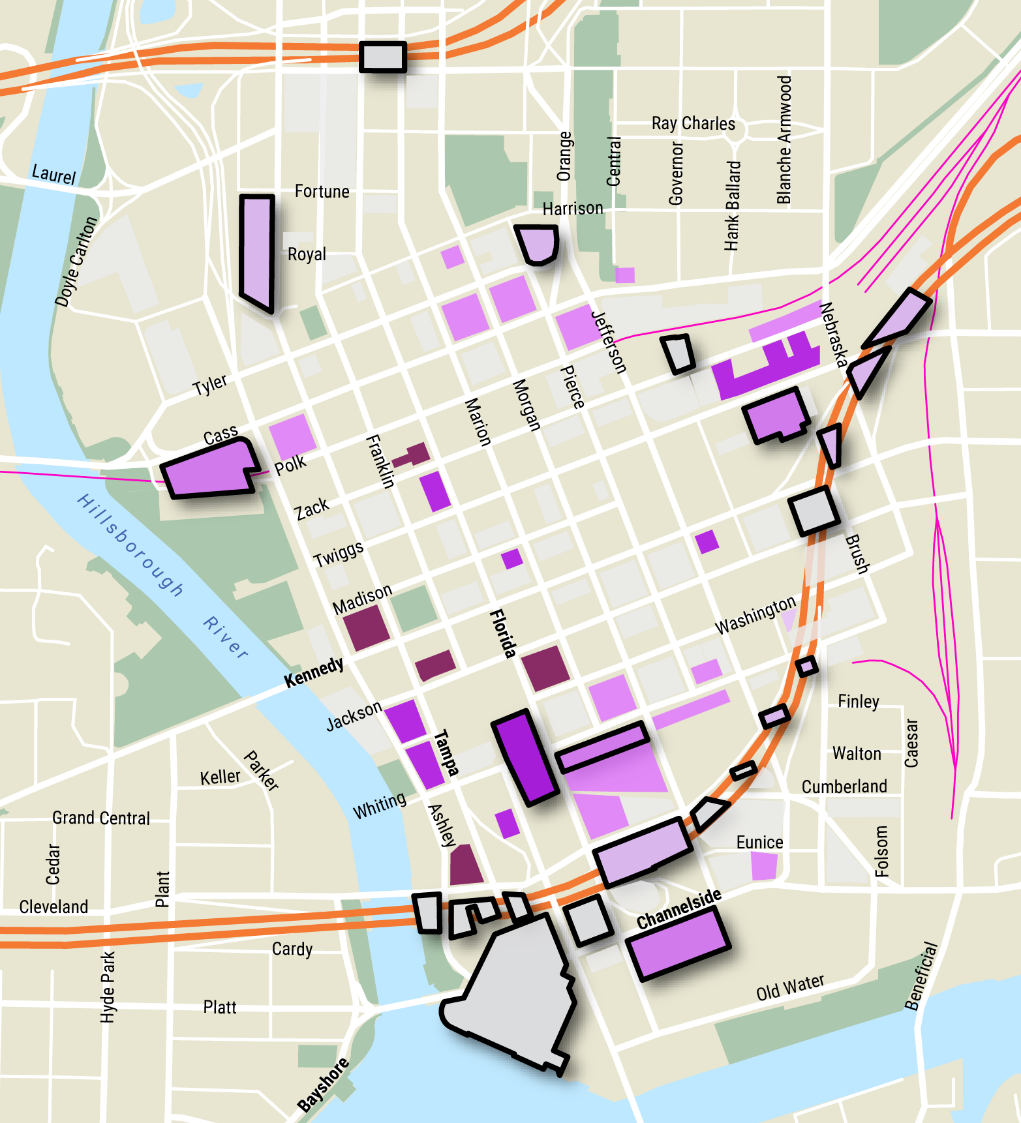 Orange
Central
Ray Charles
Governor
Hank Ballard
Blanche Armwood
Laurel
Fortune
Harrison
Doyle Carlton
Royal
Jefferson
Nebraska
Tyler
Pierce
Morgan
Marion
Cass
Franklin
Polk
Zack
Hillsborough
River
Twiggs
Brush
Madison
Florida
Washington
Kennedy
Jackson
Finley
Tampa
Caesar
Walton
Parker
Keller
Cumberland
Whiting
Grand Central
Ashley
Eunice
Folsom
Cedar
Plant
Cleveland
Channelside
Cardy
Hyde Park
Platt
Old Water
Beneficial
Bayshore